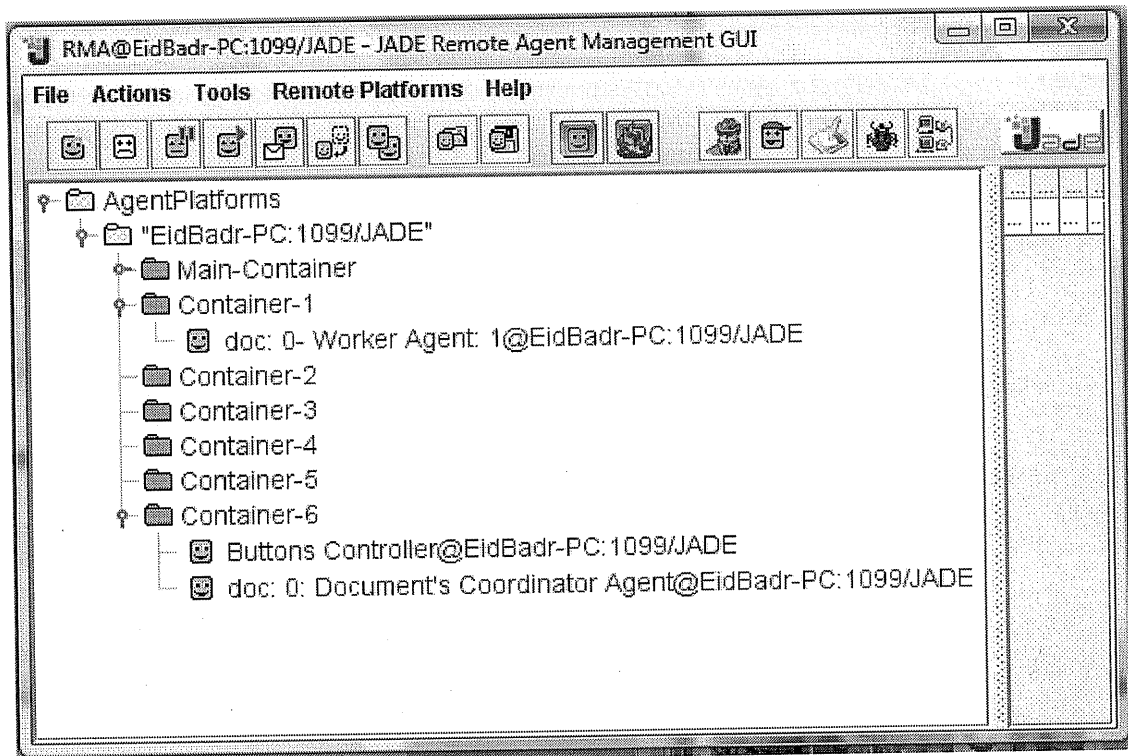 RMA@EidBadr-PC:1099/JADE - JADE Remote Agent Management GUI
File Actions Tools Remote Platforms Help
Jade
AgentPlatforms
"EidBadr-PC:1099/JADE"
Main-Container
Container-1
doc: 0- Worker Agent: 1@EidBadr-PC:1099/JADE
Container-2
Container-3
Container-4
Container-5
Container-6
Buttons Controller@EidBadr-PC:1099/JADE
doc: 0: Document's Coordinator Agent@EidBadr-PC:1099/JADE